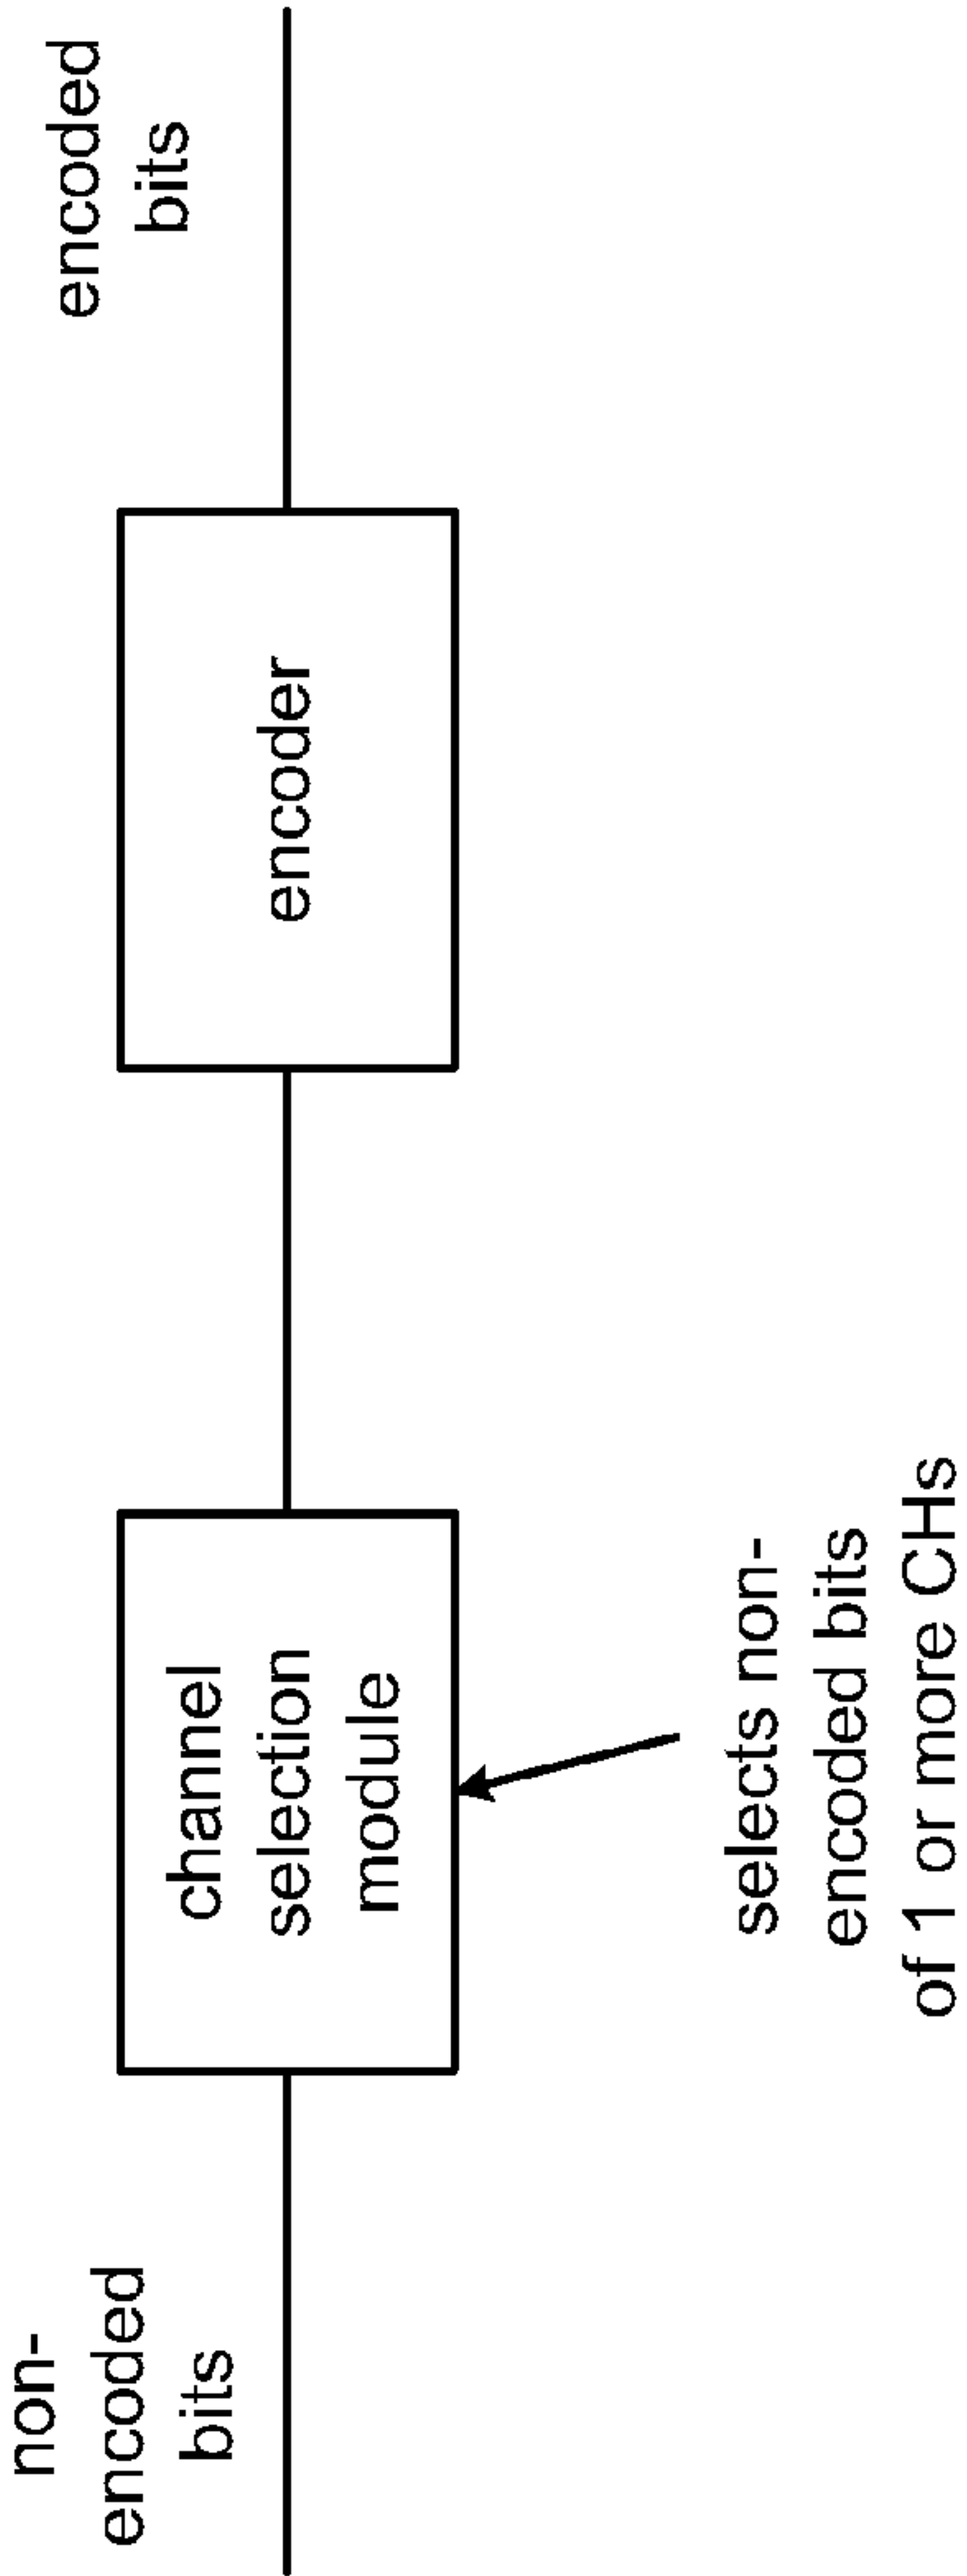 non-
encoded
bits
channel
selection
module
selects non-
encoded bits
of 1 or more CHs
encoder
encoded
bits